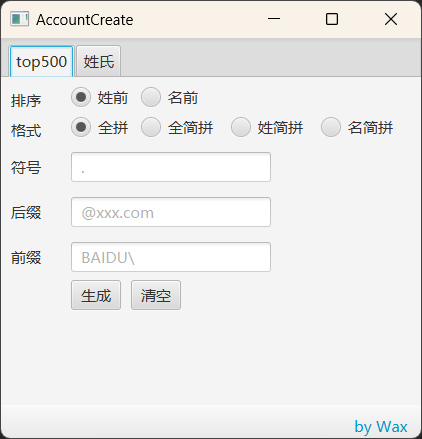 AccountCreate
top500 姓氏
排序 姓前 名前
格式 全拼 全简拼 姓简拼 名简拼
符号 .
后缀 @xxx.com
前缀 BAIDU\
生成 清空
by Wax